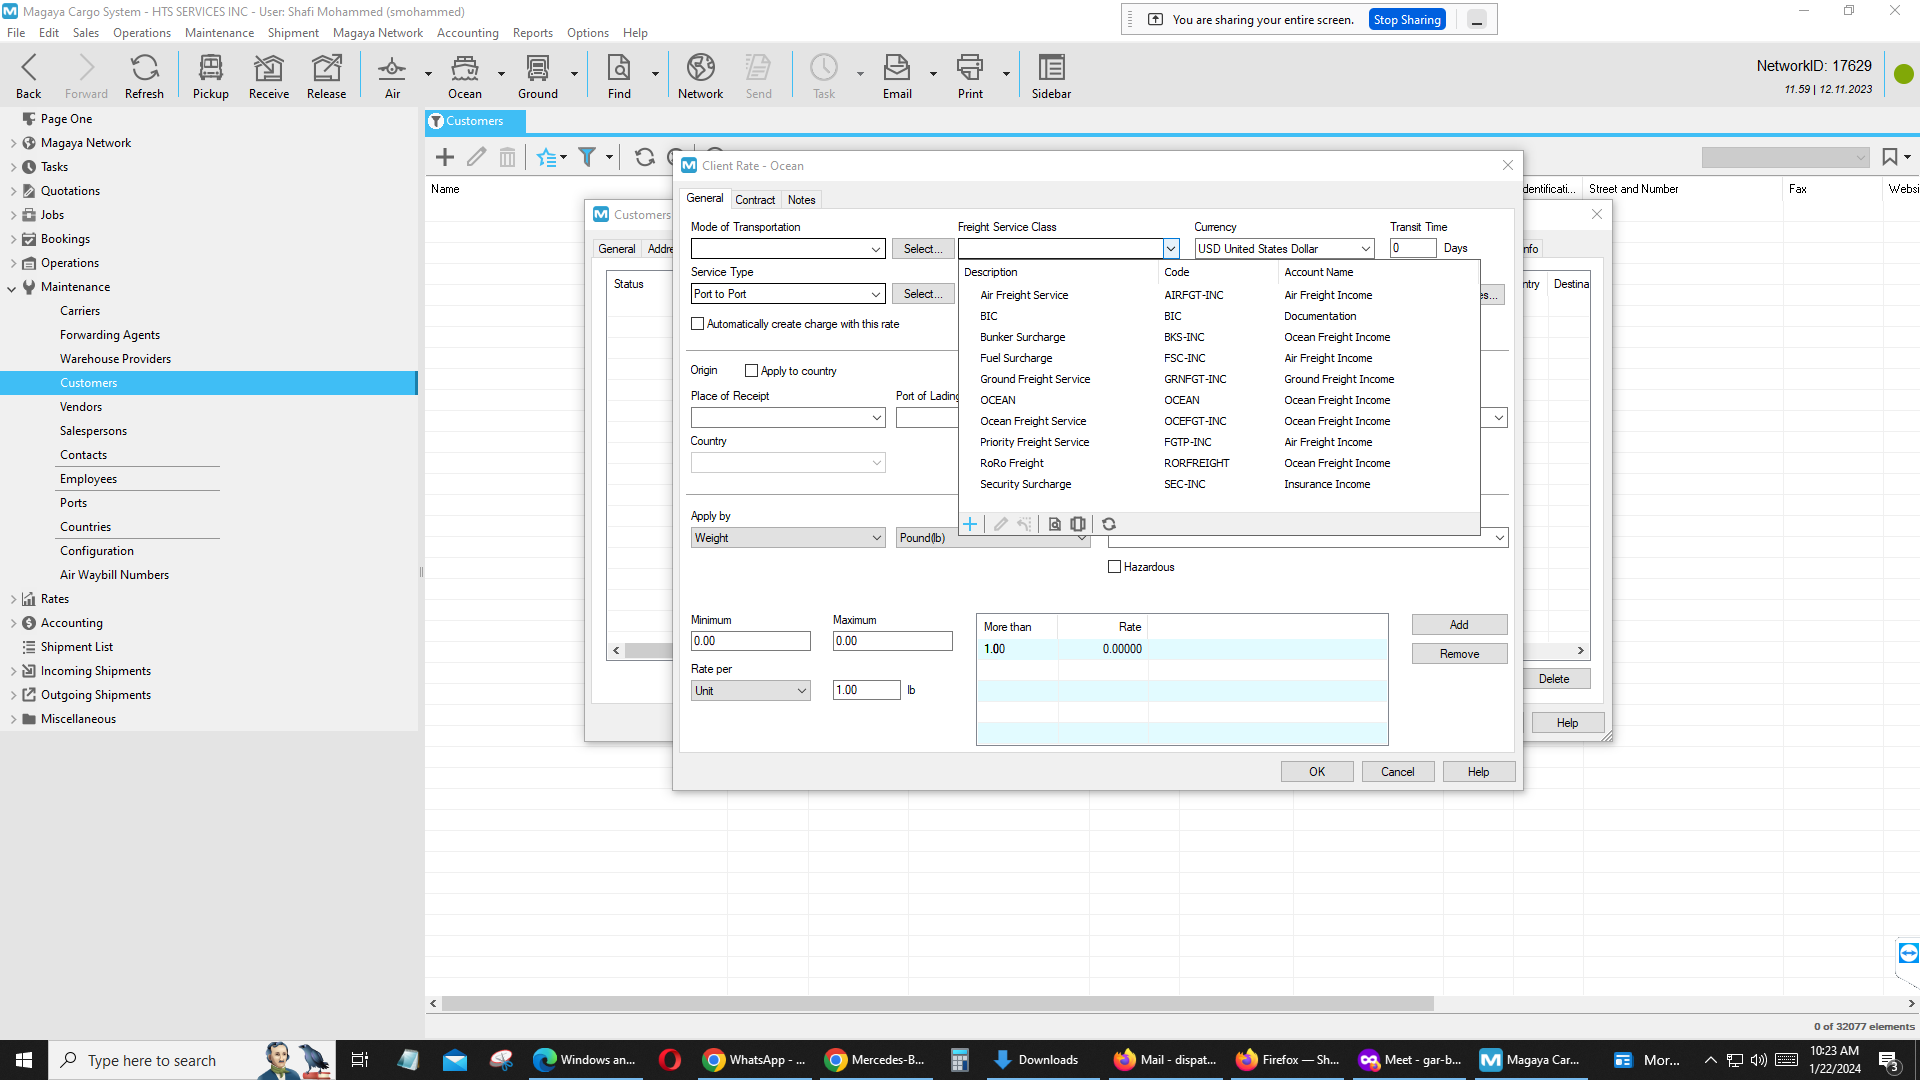 Magaya Cargo System - HTS SERVICES INC - User: Shafi Mohammed (smohammed)
You are sharing your entire screen.
Stop Sharing
File Edit Sales Operations Maintenance Shipment Magaya Network Accounting Reports Options Help
Back Forward Refresh Pickup Receive Release Air Ocean Ground Find Network Send Task Email Print Sidebar
NetworkID: 17629
11.59 | 12.11.2023
Page One
Magaya Network
Tasks
Quotations
Jobs
Bookings
Operations
Maintenance
Carriers
Forwarding Agents
Warehouse Providers
Customers
Vendors
Salespersons
Contacts
Employees
Ports
Countries
Configuration
Air Waybill Numbers
Rates
Accounting
Shipment List
Incoming Shipments
Outgoing Shipments
Miscellaneous
Customers
Name
Street and Number Fax
Customers
General
Status
Destina
Delete
Help
Client Rate - Ocean
General Contract Notes
Mode of Transportation
Select...
Freight Service Class
Currency
USD United States Dollar
Transit Time
0 Days
Service Type
Port to Port
Select...
Automatically create charge with this rate
Description Code Account Name
Air Freight Service AIRFGT-INC Air Freight Income
BIC BIC Documentation
Bunker Surcharge BKS-INC Ocean Freight Income
Fuel Surcharge FSC-INC Air Freight Income
Ground Freight Service GRNFGT-INC Ground Freight Income
OCEAN OCEAN Ocean Freight Income
Ocean Freight Service OCEFGT-INC Ocean Freight Income
Priority Freight Service FGTP-INC Air Freight Income
RoRo Freight RORFREIGHT Ocean Freight Income
Security Surcharge SEC-INC Insurance Income
Origin Apply to country
Place of Receipt
Port of Lading
Country
Apply by
Weight
Pound(lb)
Hazardous
Minimum
0.00
Maximum
0.00
Rate per
Unit
1.00 lb
More than Rate
1.00 0.00000
Add
Remove
OK Cancel Help
0 of 32077 elements
Type here to search
Windows an...
WhatsApp - ...
Mercedes-B...
Downloads
Mail - dispat...
Firefox — Sh...
Meet - gar-b...
Magaya Car...
Mor...
10:23 AM
1/22/2024
3